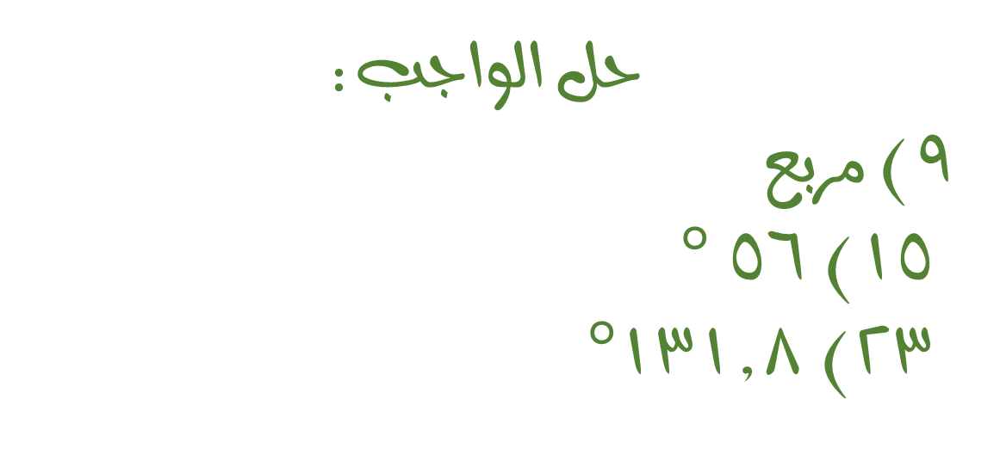 حل الواجب :
٩) مربع
١٥) ٥٦ °
٢٣) ١٣١,٨°